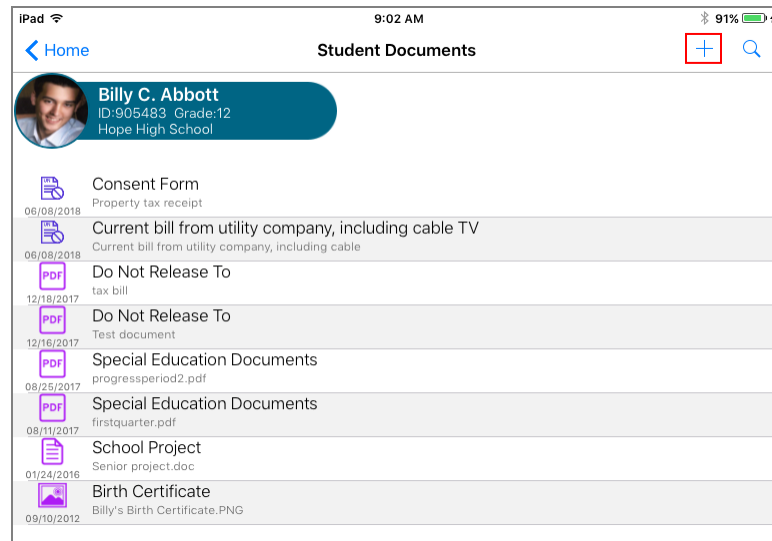 iPad 9:02 AM 91%
Home Student Documents
Billy C. Abbott
ID:905483 Grade:12
Hope High School
Consent Form
Property tax receipt
06/08/2018
Current bill from utility company, including cable TV
Current bill from utility company, including cable
06/08/2018
PDF
Do Not Release To
tax bill
12/18/2017
PDF
Do Not Release To
Test document
12/16/2017
PDF
Special Education Documents
progressperiod2.pdf
08/25/2017
PDF
Special Education Documents
firstquarter.pdf
08/11/2017
School Project
Senior project.doc
01/24/2016
Birth Certificate
Billy's Birth Certificate.PNG
09/10/2012